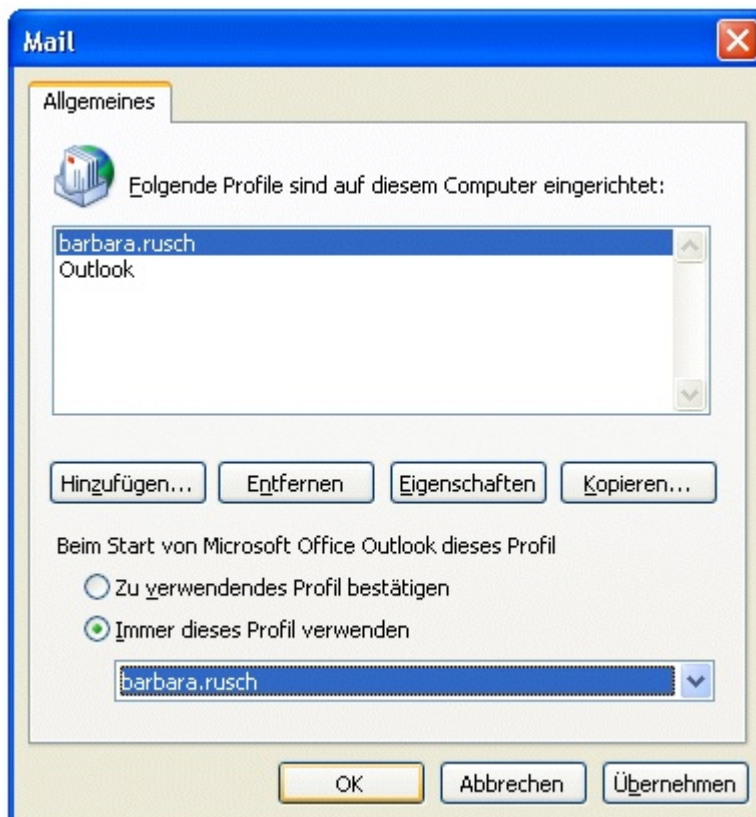 Mail
Allgemeines
Folgende Profile sind auf diesem Computer eingerichtet:
barbara.rusch
Outlook
Hinzufügen... Entfernen Eigenschaften Kopieren...
Beim Start von Microsoft Office Outlook dieses Profil
Zu verwendendes Profil bestätigen
Immer dieses Profil verwenden
barbara.rusch
OK Abbrechen Übernehmen